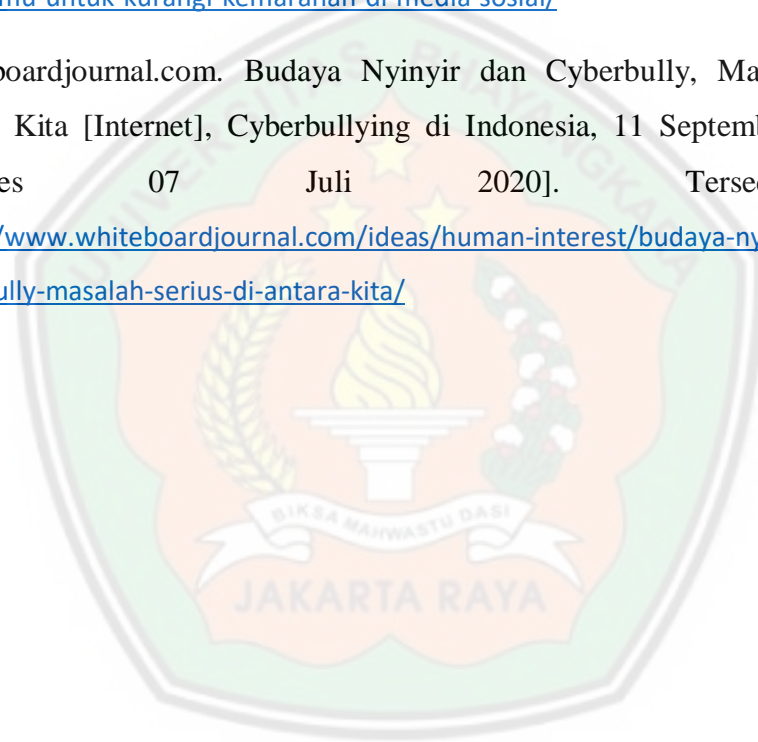 mu-untuk-kurangi-kemarahan-di-media-sosial/
boardjournal.com. Budaya Nyinyir dan Cyberbully, Ma
Kita [Internet], Cyberbullying di Indonesia, 11 Septemb
es 07 Juli 2020]. Terse
/www.whiteboardjournal.com/ideas/human-interest/budaya-ny
ully-masalah-serius-di-antara-kita/
UNIVERSITAS BHAYANGKARA
BIKSA MAHWASTU DASI
JAKARTA RAYA